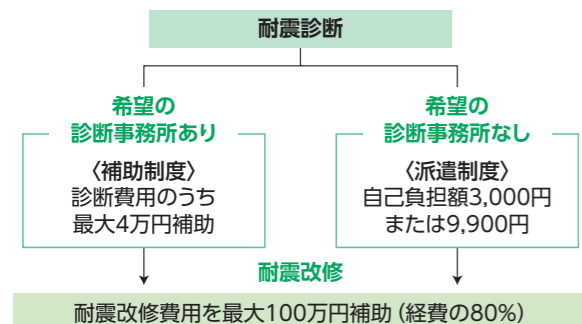 耐震診断
希望の
診断事務所あり
〈補助制度〉
診断費用のうち
最大4万円補助
希望の
診断事務所なし
〈派遣制度〉
自己負担額3,000円
または9,900円
耐震改修
耐震改修費用を最大100万円補助（経費の80%）